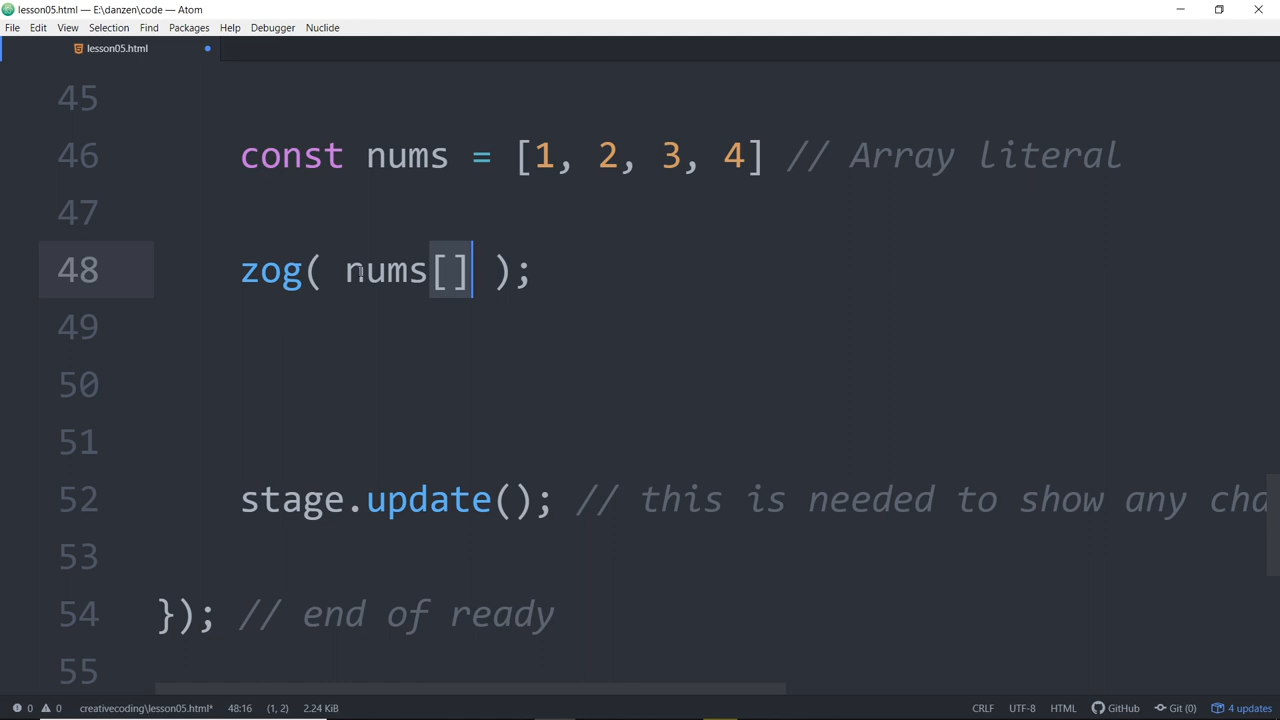 lesson05.html — E:\danzen\code — Atom
File Edit View Selection Find Packages Help Debugger Nuclide
lesson05.html
45
46 const nums = [1, 2, 3, 4] // Array literal
47
48 zog( nums[] );
49
50
51
52 stage.update(); // this is needed to show any cha
53
54 }); // end of ready
55
0 0 creativecoding\lesson05.html* 48:16 (1, 2) 2.24 KiB CRLF UTF-8 HTML GitHub Git (0) 4 updates